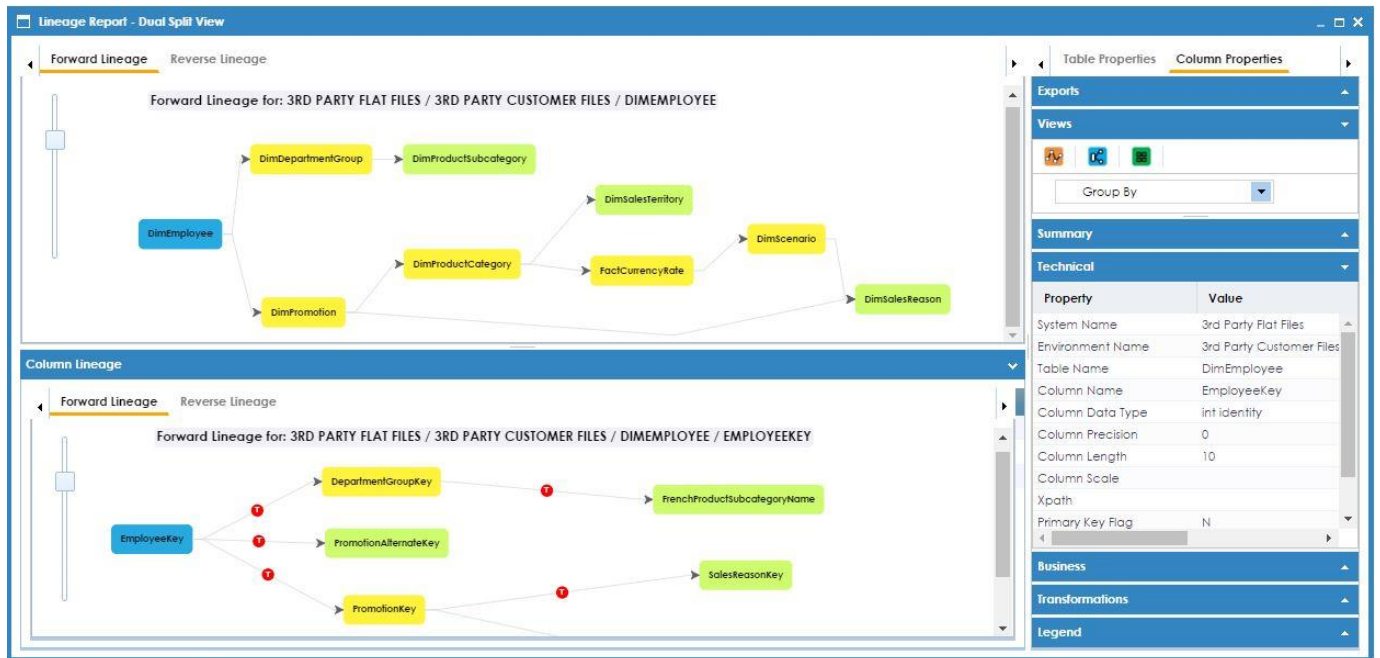 Lineage Report - Dual Split View
Forward Lineage Reverse Lineage
Forward Lineage for: 3RD PARTY FLAT FILES / 3RD PARTY CUSTOMER FILES / DIMEMPLOYEE
DimDepartmentGroup DimProductSubcategory
DimSalesTerritory
DimEmployee
DimScenario
DimProductCategory FactCurrencyRate
DimSalesReason
DimPromotion
Column Lineage
Forward Lineage Reverse Lineage
Forward Lineage for: 3RD PARTY FLAT FILES / 3RD PARTY CUSTOMER FILES / DIMEMPLOYEE / EMPLOYEEKEY
DepartmentGroupKey
T
FrenchProductSubcategoryName
T
EmployeeKey T PromotionAlternateKey
T SalesReasonKey
T
PromotionKey
Table Properties Column Properties
Exports
Views
Group By
Summary
Technical
Property Value
System Name 3rd Party Flat Files
Environment Name 3rd Party Customer Files
Table Name DimEmployee
Column Name EmployeeKey
Column Data Type int identity
Column Precision 0
Column Length 10
Column Scale
Xpath
Primary Key Flag N
Business
Transformations
Legend